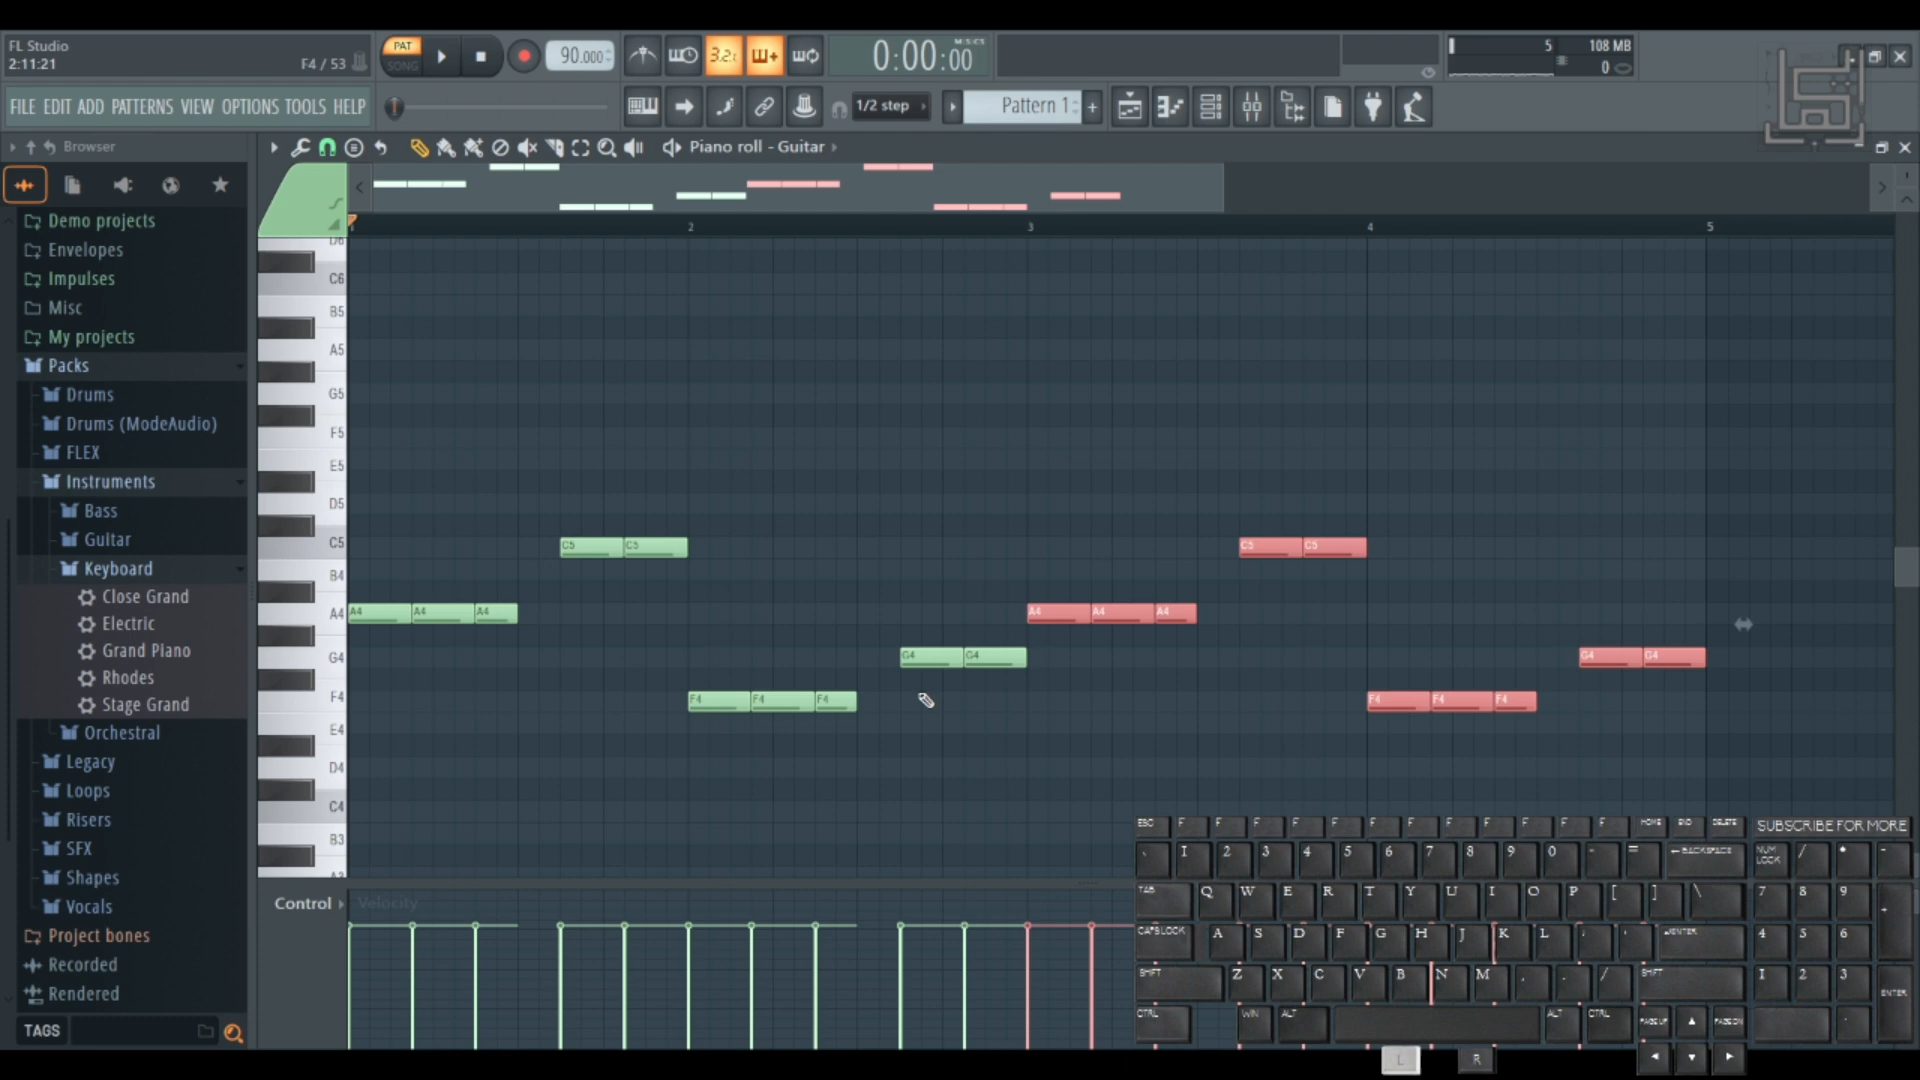 FL Studio
2:11:21
F4 / 53
PAT
SONG
90.000
3.2.
0:00:00
M:S:CS
5
108 MB
0
FILE EDIT ADD PATTERNS VIEW OPTIONS TOOLS HELP
1/2 step
Pattern 1
+
Browser
Piano roll - Guitar
Demo projects
Envelopes
Impulses
Misc
My projects
Packs
Drums
Drums (ModeAudio)
FLEX
Instruments
Bass
Guitar
Keyboard
Close Grand
Electric
Grand Piano
Rhodes
Stage Grand
Orchestral
Legacy
Loops
Risers
SFX
Shapes
Vocals
Project bones
Recorded
Rendered
TAGS
2
3
4
5
D6
C6
B5
A5
G5
F5
E5
D5
C5
B4
A4
G4
F4
E4
D4
C4
B3
A3
C5 C5
C5 C5
A4 A4 A4
A4 A4 A4
G4 G4
G4 G4
F4 F4 F4
F4 F4 F4
Control
Velocity
ESC F F F F F F F F F F F F HOME END DELETE
SUBSCRIBE FOR MORE
1 2 3 4 5 6 7 8 9 0 - = BACKSPACE NUM LOCK / * -
TAB Q W E R T Y U I O P [ ] \ 7 8 9
CAPSLOCK A S D F G H J K L ; ' ENTER 4 5 6
SHIFT Z X C V B N M , . / SHIFT 1 2 3
ENTER
CTRL WIN ALT ALT CTRL PAGE UP PAGE DN .
L R